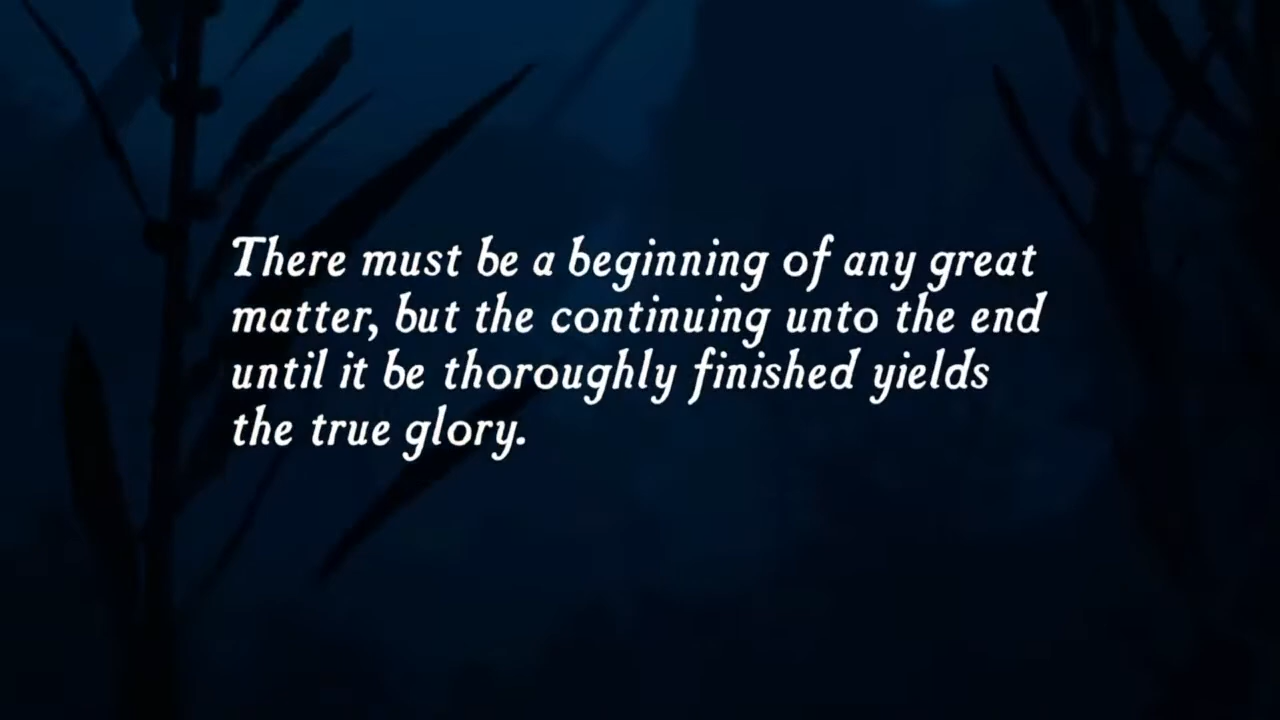 There must be a beginning of any great
matter, but the continuing unto the end
until it be thoroughly finished yields
the true glory.